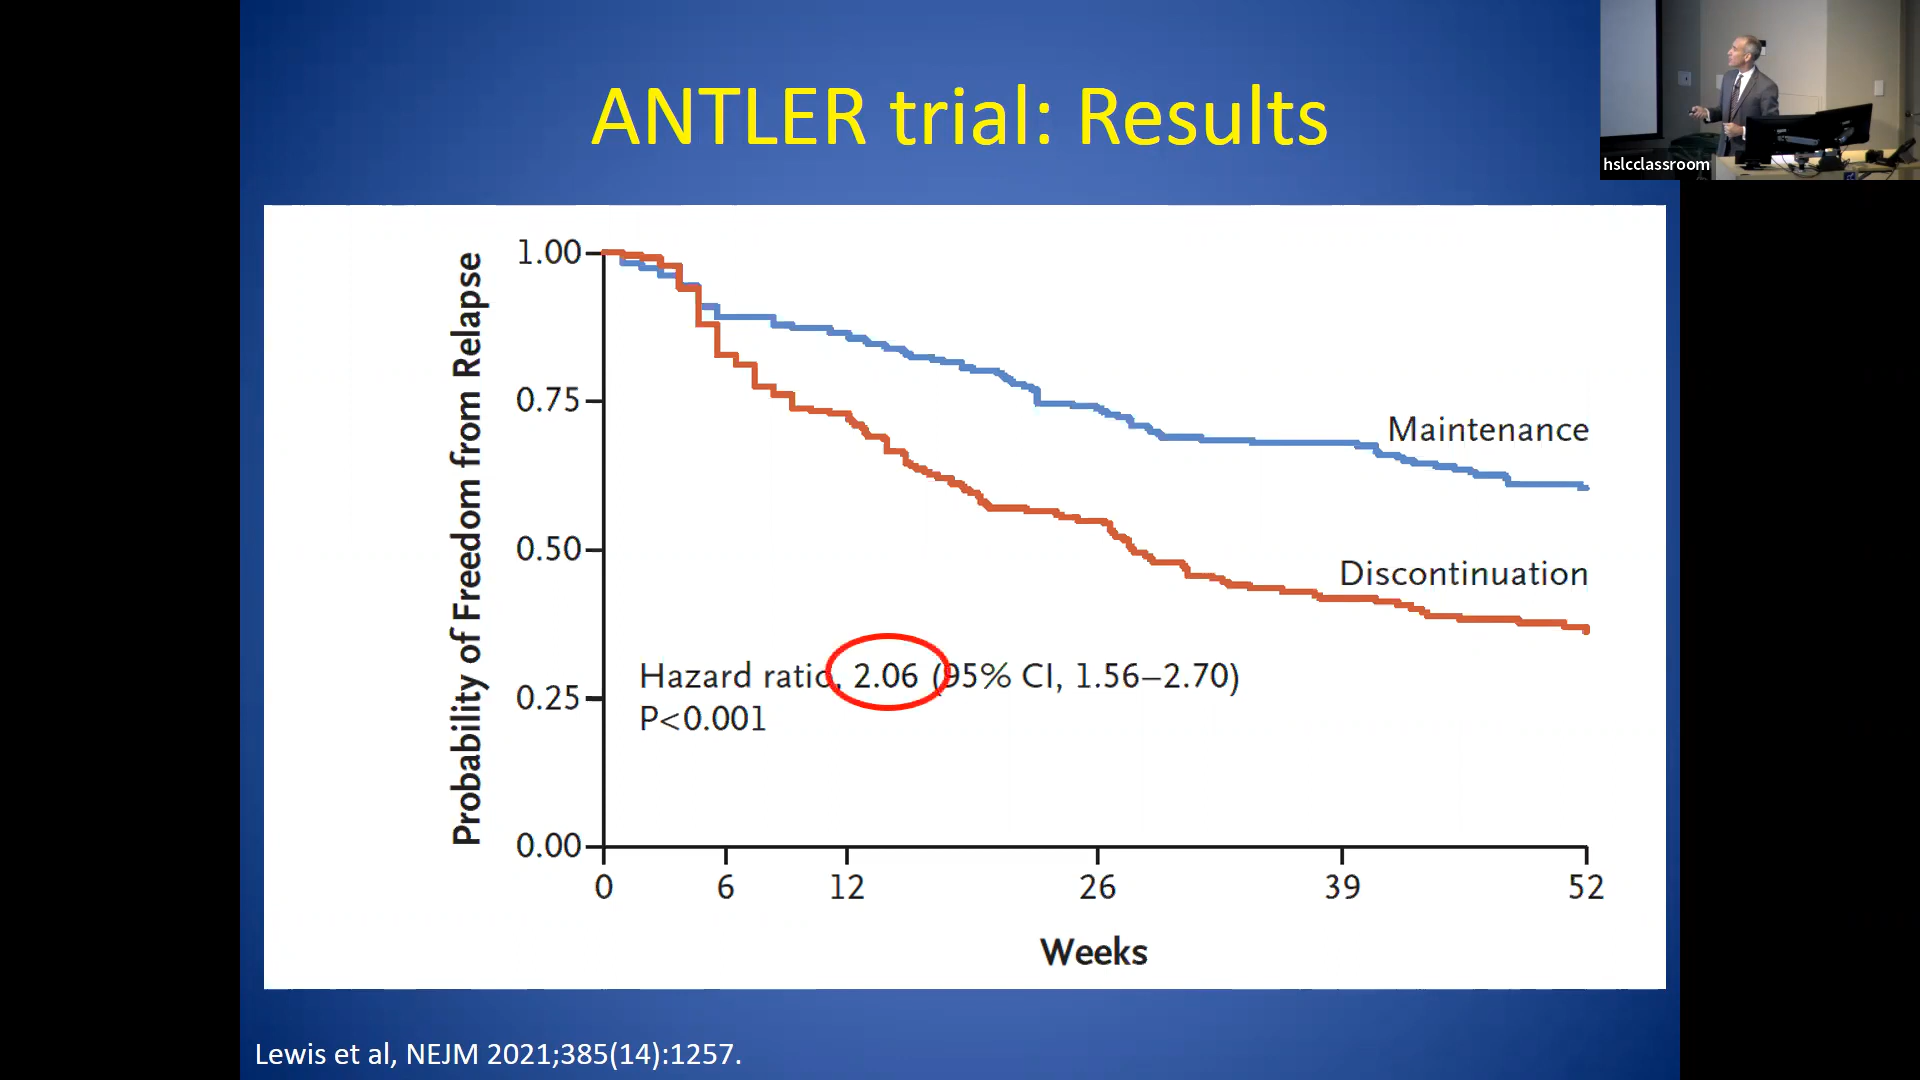 ANTLER trial: Results
hslcclassroom
Probability of Freedom from Relapse
1.00
0.75
0.50
0.25
0.00
Maintenance
Discontinuation
Hazard ratio, 2.06 (95% CI, 1.56–2.70)
P<0.001
0 6 12 26 39 52
Weeks
Lewis et al, NEJM 2021;385(14):1257.